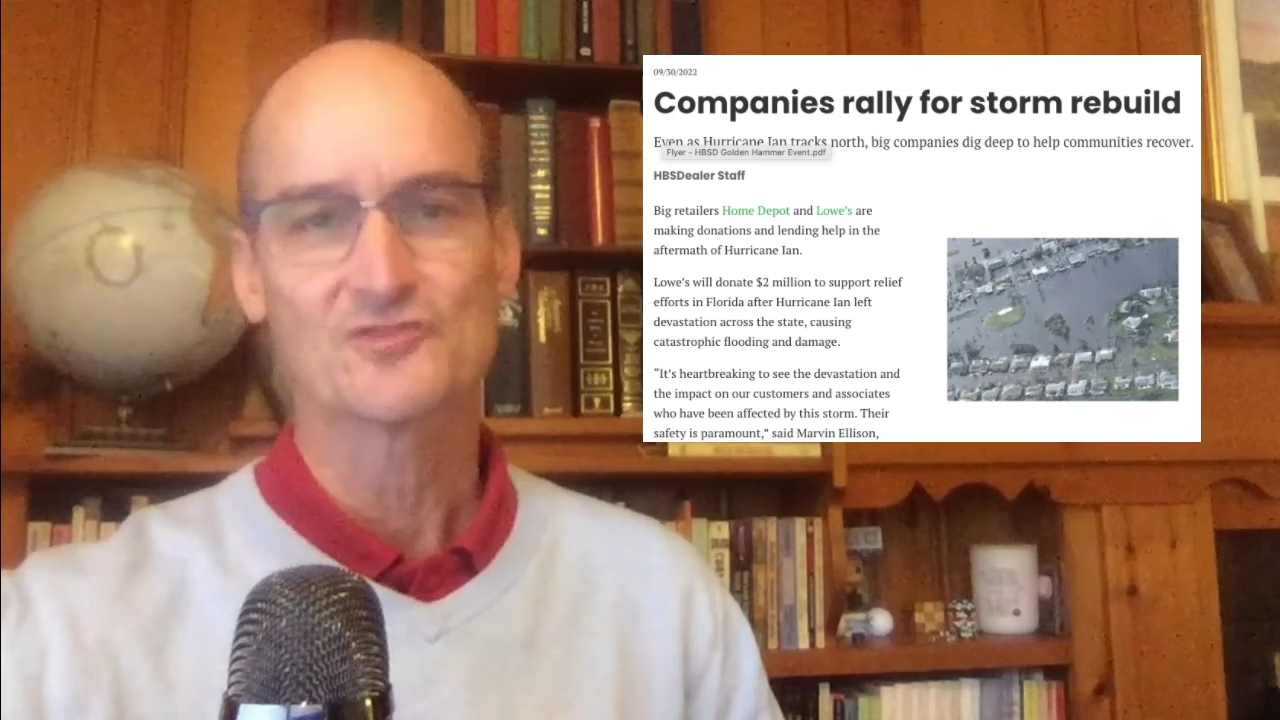 09/30/2022
Companies rally for storm rebuild
Even as Hurricane Ian tracks north, big companies dig deep to help communities recover.
Flyer - HBSD Golden Hammer Event.pdf
HBSDealer Staff
Big retailers Home Depot and Lowe's are
making donations and lending help in the
aftermath of Hurricane Ian.
Lowe's will donate $2 million to support relief
efforts in Florida after Hurricane Ian left
devastation across the state, causing
catastrophic flooding and damage.
“It's heartbreaking to see the devastation and
the impact on our customers and associates
who have been affected by this storm. Their
safety is paramount,” said Marvin Ellison,